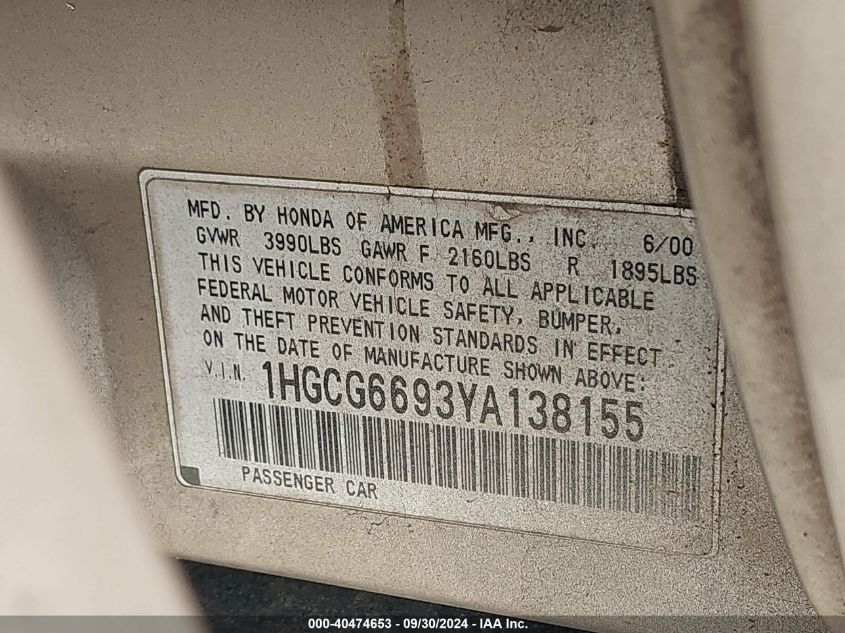 MFD. BY HONDA OF AMERICA MFG., INC. 6/00
GVWR 3990LBS GAWR F 2160LBS R 1895LBS
THIS VEHICLE CONFORMS TO ALL APPLICABLE
FEDERAL MOTOR VEHICLE SAFETY, BUMPER,
AND THEFT PREVENTION STANDARDS IN EFFECT
ON THE DATE OF MANUFACTURE SHOWN ABOVE:
V.I.N. 1HGCG6693YA138155
PASSENGER CAR
000-40474653 - 09/30/2024 - IAA Inc.